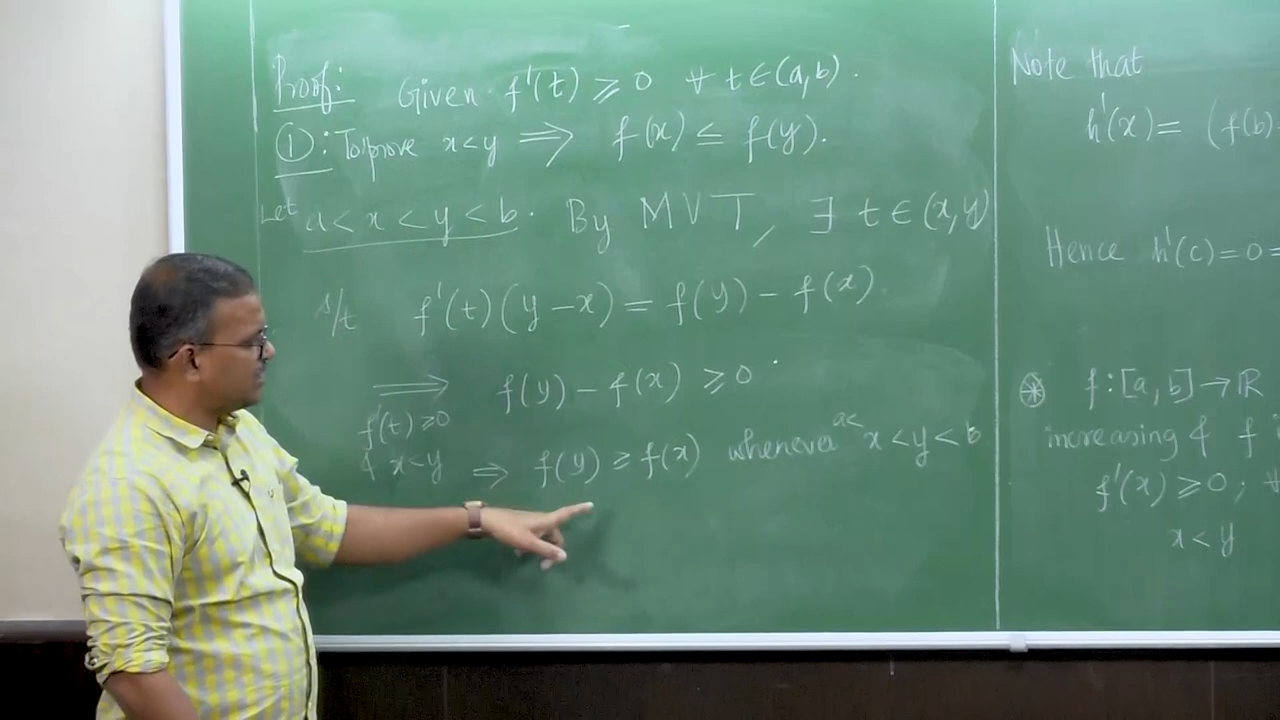 Proof: Given f'(t) ≥ 0 ∀ t∈(a,b).
①: To prove x<y ⟹ f(x) ≤ f(y).
Let a<x<y<b. By MVT, ∃ t∈(x,y)
s/t f'(t)(y−x) = f(y) − f(x).
⟹ f(y) − f(x) ≥ 0
f'(t) ≥ 0
& x<y ⇒ f(y) ≥ f(x) whenever a< x<y<b
Note that
h'(x) = (f(b)
Hence h'(c)=0=
⊛ f:[a,b]→ℝ
increasing & f
f'(x) ≥ 0; ∀
x<y